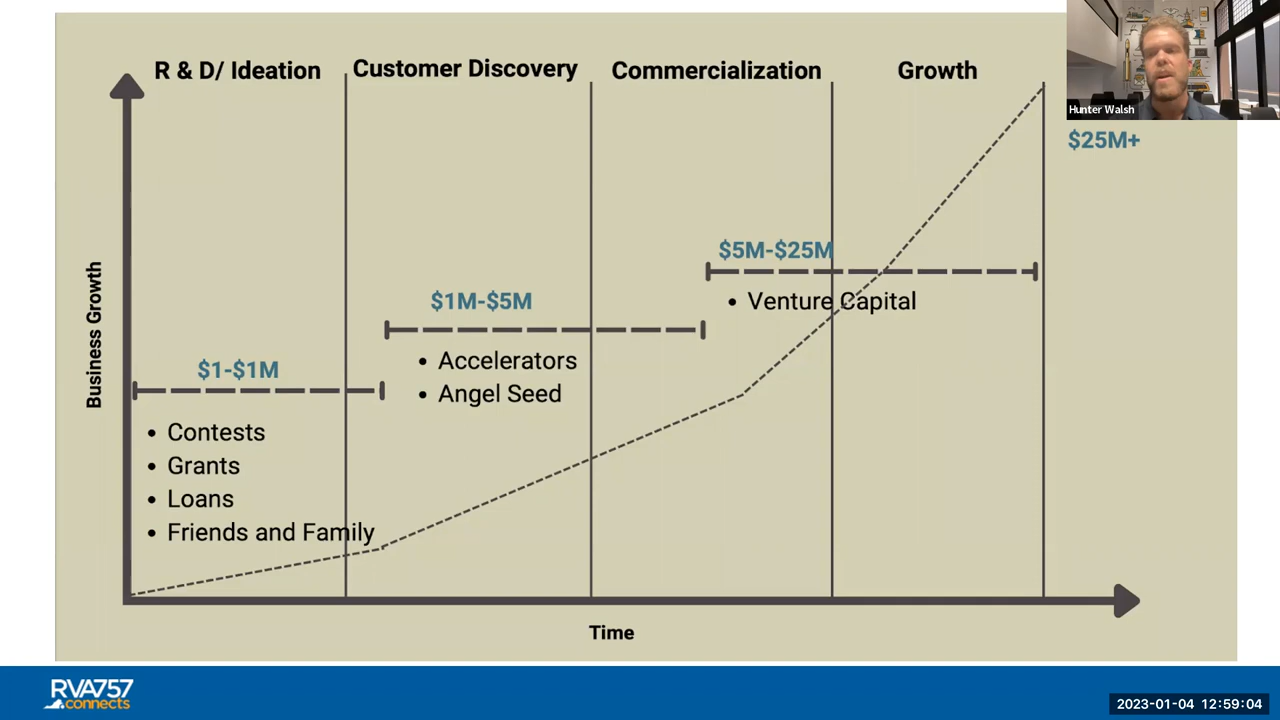 R & D/ Ideation
Customer Discovery
Commercialization
Growth
Hunter Walsh
$25M+
$5M-$25M
• Venture Capital
$1M-$5M
• Accelerators
• Angel Seed
$1-$1M
• Contests
• Grants
• Loans
• Friends and Family
Business Growth
Time
RVA757
connects
2023-01-04 12:59:04